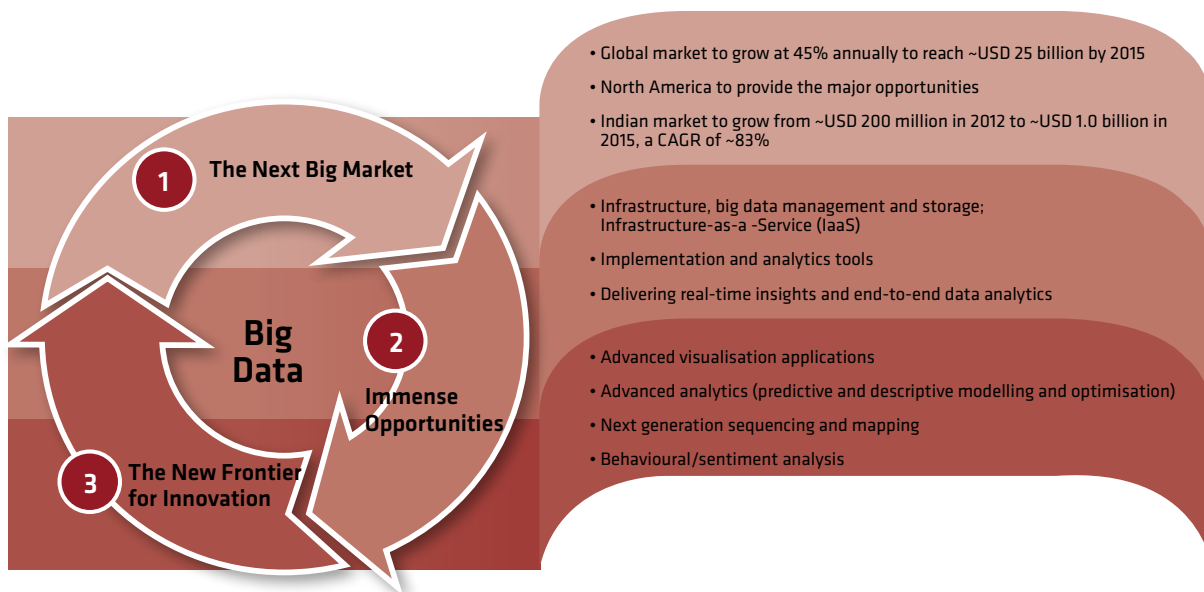 1
The Next Big Market
Big
Data
2
Immense
Opportunities
3
The New Frontier
for Innovation
• Global market to grow at 45% annually to reach ~USD 25 billion by 2015
• North America to provide the major opportunities
• Indian market to grow from ~USD 200 million in 2012 to ~USD 1.0 billion in
2015, a CAGR of ~83%
• Infrastructure, big data management and storage;
Infrastructure-as-a -Service (IaaS)
• Implementation and analytics tools
• Delivering real-time insights and end-to-end data analytics
• Advanced visualisation applications
• Advanced analytics (predictive and descriptive modelling and optimisation)
• Next generation sequencing and mapping
• Behavioural/sentiment analysis